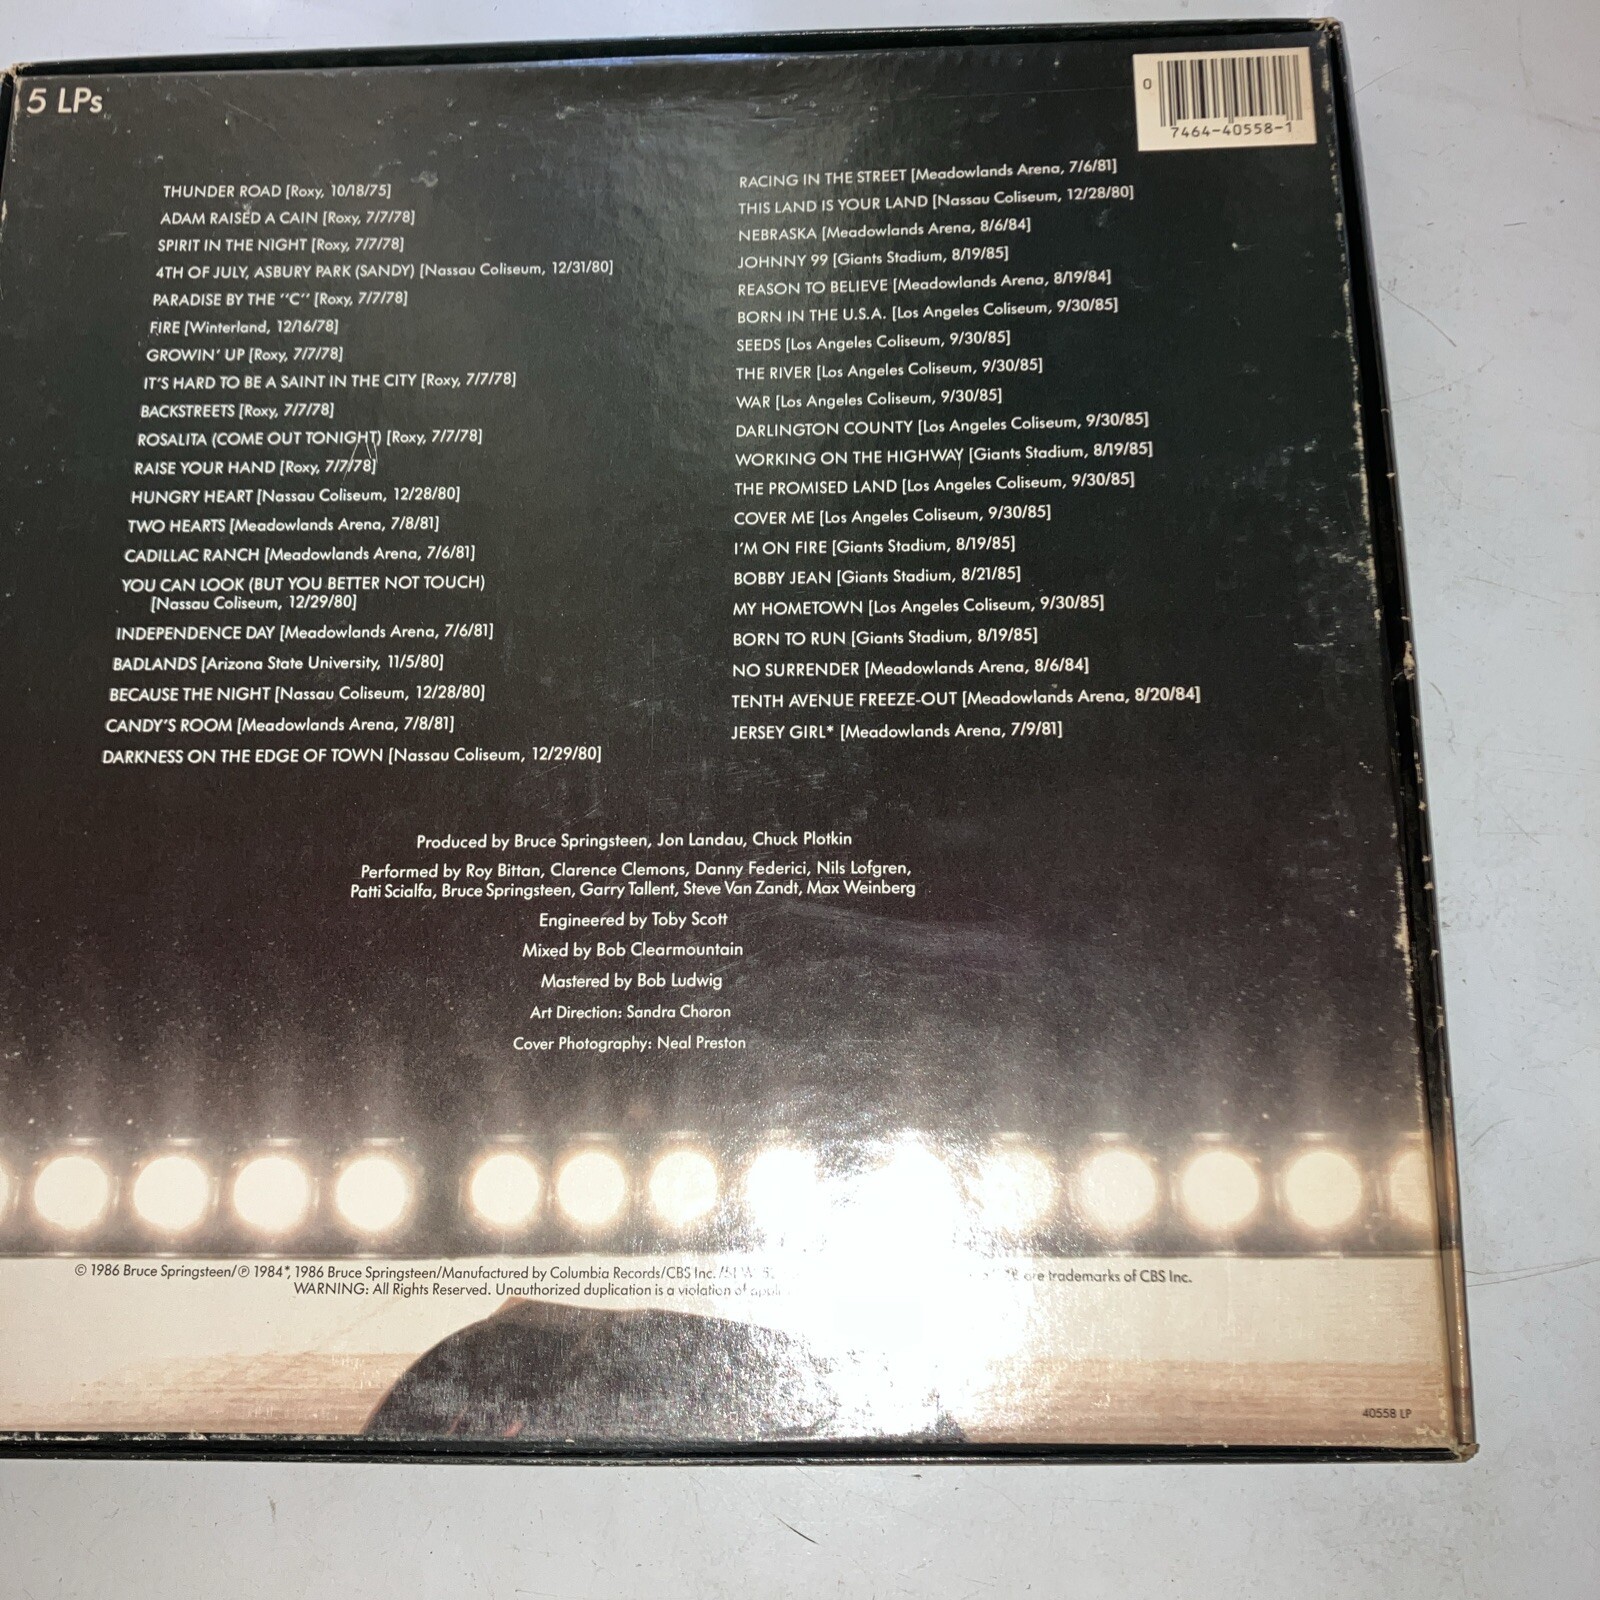 5 LPs
0
7464-40558-1
THUNDER ROAD [Roxy, 10/18/75]
ADAM RAISED A CAIN [Roxy, 7/7/78]
SPIRIT IN THE NIGHT [Roxy, 7/7/78]
4TH OF JULY, ASBURY PARK (SANDY) [Nassau Coliseum, 12/31/80]
PARADISE BY THE "C" [Roxy, 7/7/78]
FIRE [Winterland, 12/16/78]
GROWIN' UP [Roxy, 7/7/78]
IT'S HARD TO BE A SAINT IN THE CITY [Roxy, 7/7/78]
BACKSTREETS [Roxy, 7/7/78]
ROSALITA (COME OUT TONIGHT) [Roxy, 7/7/78]
RAISE YOUR HAND [Roxy, 7/7/78]
HUNGRY HEART [Nassau Coliseum, 12/28/80]
TWO HEARTS [Meadowlands Arena, 7/8/81]
CADILLAC RANCH [Meadowlands Arena, 7/6/81]
YOU CAN LOOK (BUT YOU BETTER NOT TOUCH)
[Nassau Coliseum, 12/29/80]
INDEPENDENCE DAY [Meadowlands Arena, 7/6/81]
BADLANDS [Arizona State University, 11/5/80]
BECAUSE THE NIGHT [Nassau Coliseum, 12/28/80]
CANDY'S ROOM [Meadowlands Arena, 7/8/81]
DARKNESS ON THE EDGE OF TOWN [Nassau Coliseum, 12/29/80]
RACING IN THE STREET [Meadowlands Arena, 7/6/81]
THIS LAND IS YOUR LAND [Nassau Coliseum, 12/28/80]
NEBRASKA [Meadowlands Arena, 8/6/84]
JOHNNY 99 [Giants Stadium, 8/19/85]
REASON TO BELIEVE [Meadowlands Arena, 8/19/84]
BORN IN THE U.S.A. [Los Angeles Coliseum, 9/30/85]
SEEDS [Los Angeles Coliseum, 9/30/85]
THE RIVER [Los Angeles Coliseum, 9/30/85]
WAR [Los Angeles Coliseum, 9/30/85]
DARLINGTON COUNTY [Los Angeles Coliseum, 9/30/85]
WORKING ON THE HIGHWAY [Giants Stadium, 8/19/85]
THE PROMISED LAND [Los Angeles Coliseum, 9/30/85]
COVER ME [Los Angeles Coliseum, 9/30/85]
I'M ON FIRE [Giants Stadium, 8/19/85]
BOBBY JEAN [Giants Stadium, 8/21/85]
MY HOMETOWN [Los Angeles Coliseum, 9/30/85]
BORN TO RUN [Giants Stadium, 8/19/85]
NO SURRENDER [Meadowlands Arena, 8/6/84]
TENTH AVENUE FREEZE-OUT [Meadowlands Arena, 8/20/84]
JERSEY GIRL* [Meadowlands Arena, 7/9/81]
Produced by Bruce Springsteen, Jon Landau, Chuck Plotkin
Performed by Roy Bittan, Clarence Clemons, Danny Federici, Nils Lofgren,
Patti Scialfa, Bruce Springsteen, Garry Tallent, Steve Van Zandt, Max Weinberg
Engineered by Toby Scott
Mixed by Bob Clearmountain
Mastered by Bob Ludwig
Art Direction: Sandra Choron
Cover Photography: Neal Preston
© 1986 Bruce Springsteen/℗ 1984*, 1986 Bruce Springsteen/Manufactured by Columbia Records/CBS Inc. are trademarks of CBS Inc.
WARNING: All Rights Reserved. Unauthorized duplication is a violation of
40558 LP